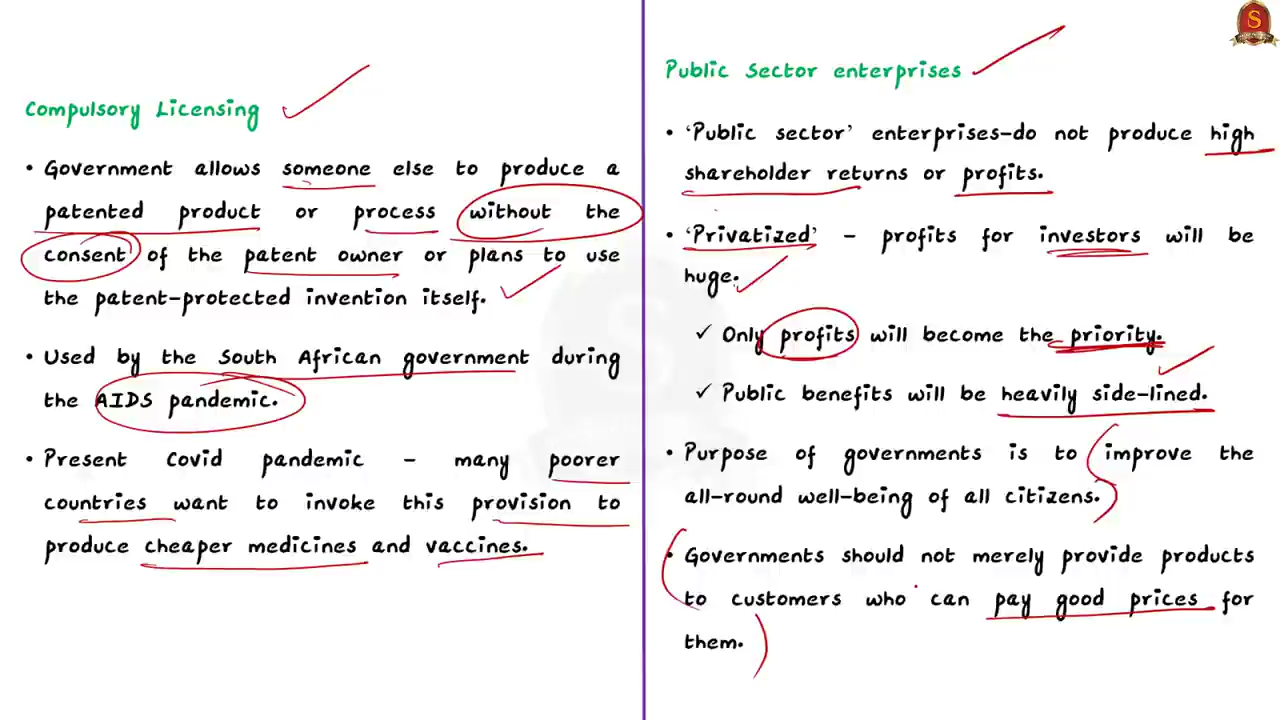 Compulsory Licensing
• Government allows someone else to produce a
patented product or process without the
consent of the patent owner or plans to use
the patent-protected invention itself.
• Used by the South African government during
the AIDS pandemic.
• Present Covid pandemic – many poorer
countries want to invoke this provision to
produce cheaper medicines and vaccines.
Public Sector enterprises
• ‘Public sector’ enterprises-do not produce high
shareholder returns or profits.
• ‘Privatized’ – profits for investors will be
huge.
✓ Only profits will become the priority.
✓ Public benefits will be heavily side-lined.
• Purpose of governments is to improve the
all-round well-being of all citizens.
• Governments should not merely provide products
to customers who can pay good prices for
them.
S